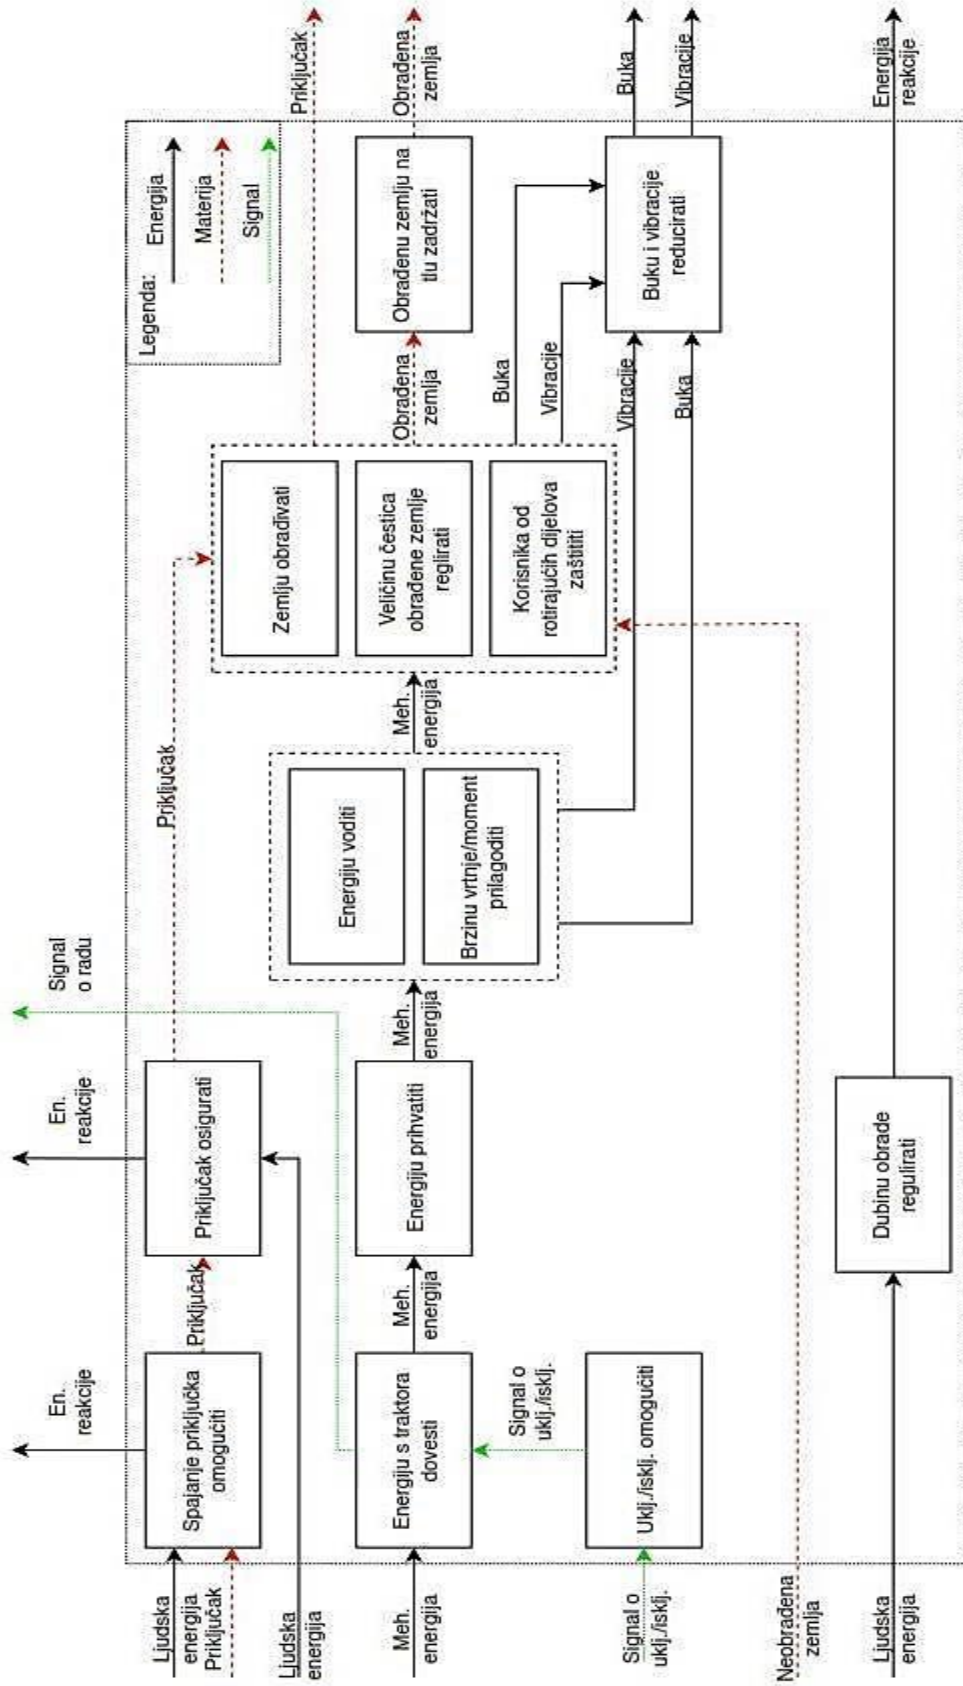 Legenda:
Energija
Materija
Signal
En.
reakcije
En.
reakcije
Signal
o radu
Ljudska
energija
Priključak
Spajanje priključka
omogučiti
Priključak
Priključak osigurati
Priključak
Priključak
Ljudska
energija
Meh.
energija
Energiju s traktora
dovesti
Meh.
energija
Energiju prihvatiti
Meh.
energija
Energiju voditi
Brzinu vrtnje/moment
prilagoditi
Meh.
energija
Zemlju obrađivati
Veličinu čestica
obrađene zemlje
reglirati
Korisnika od
rotirajućih dijelova
zaštititi
Obrađena
zemlja
Obrađenu zemlju na
tlu zadržati
Obrađena
zemlja
Buka
Vibracije
Vibracije
Buka
Buku i vibracije
reducirati
Buka
Vibracije
Signal o
uklj./isklj.
Uklj./isklj. omogučiti
Signal o
uklj./isklj.
Neobrađena
zemlja
Ljudska
energija
Dubinu obrade
regulirati
Energija
reakcije